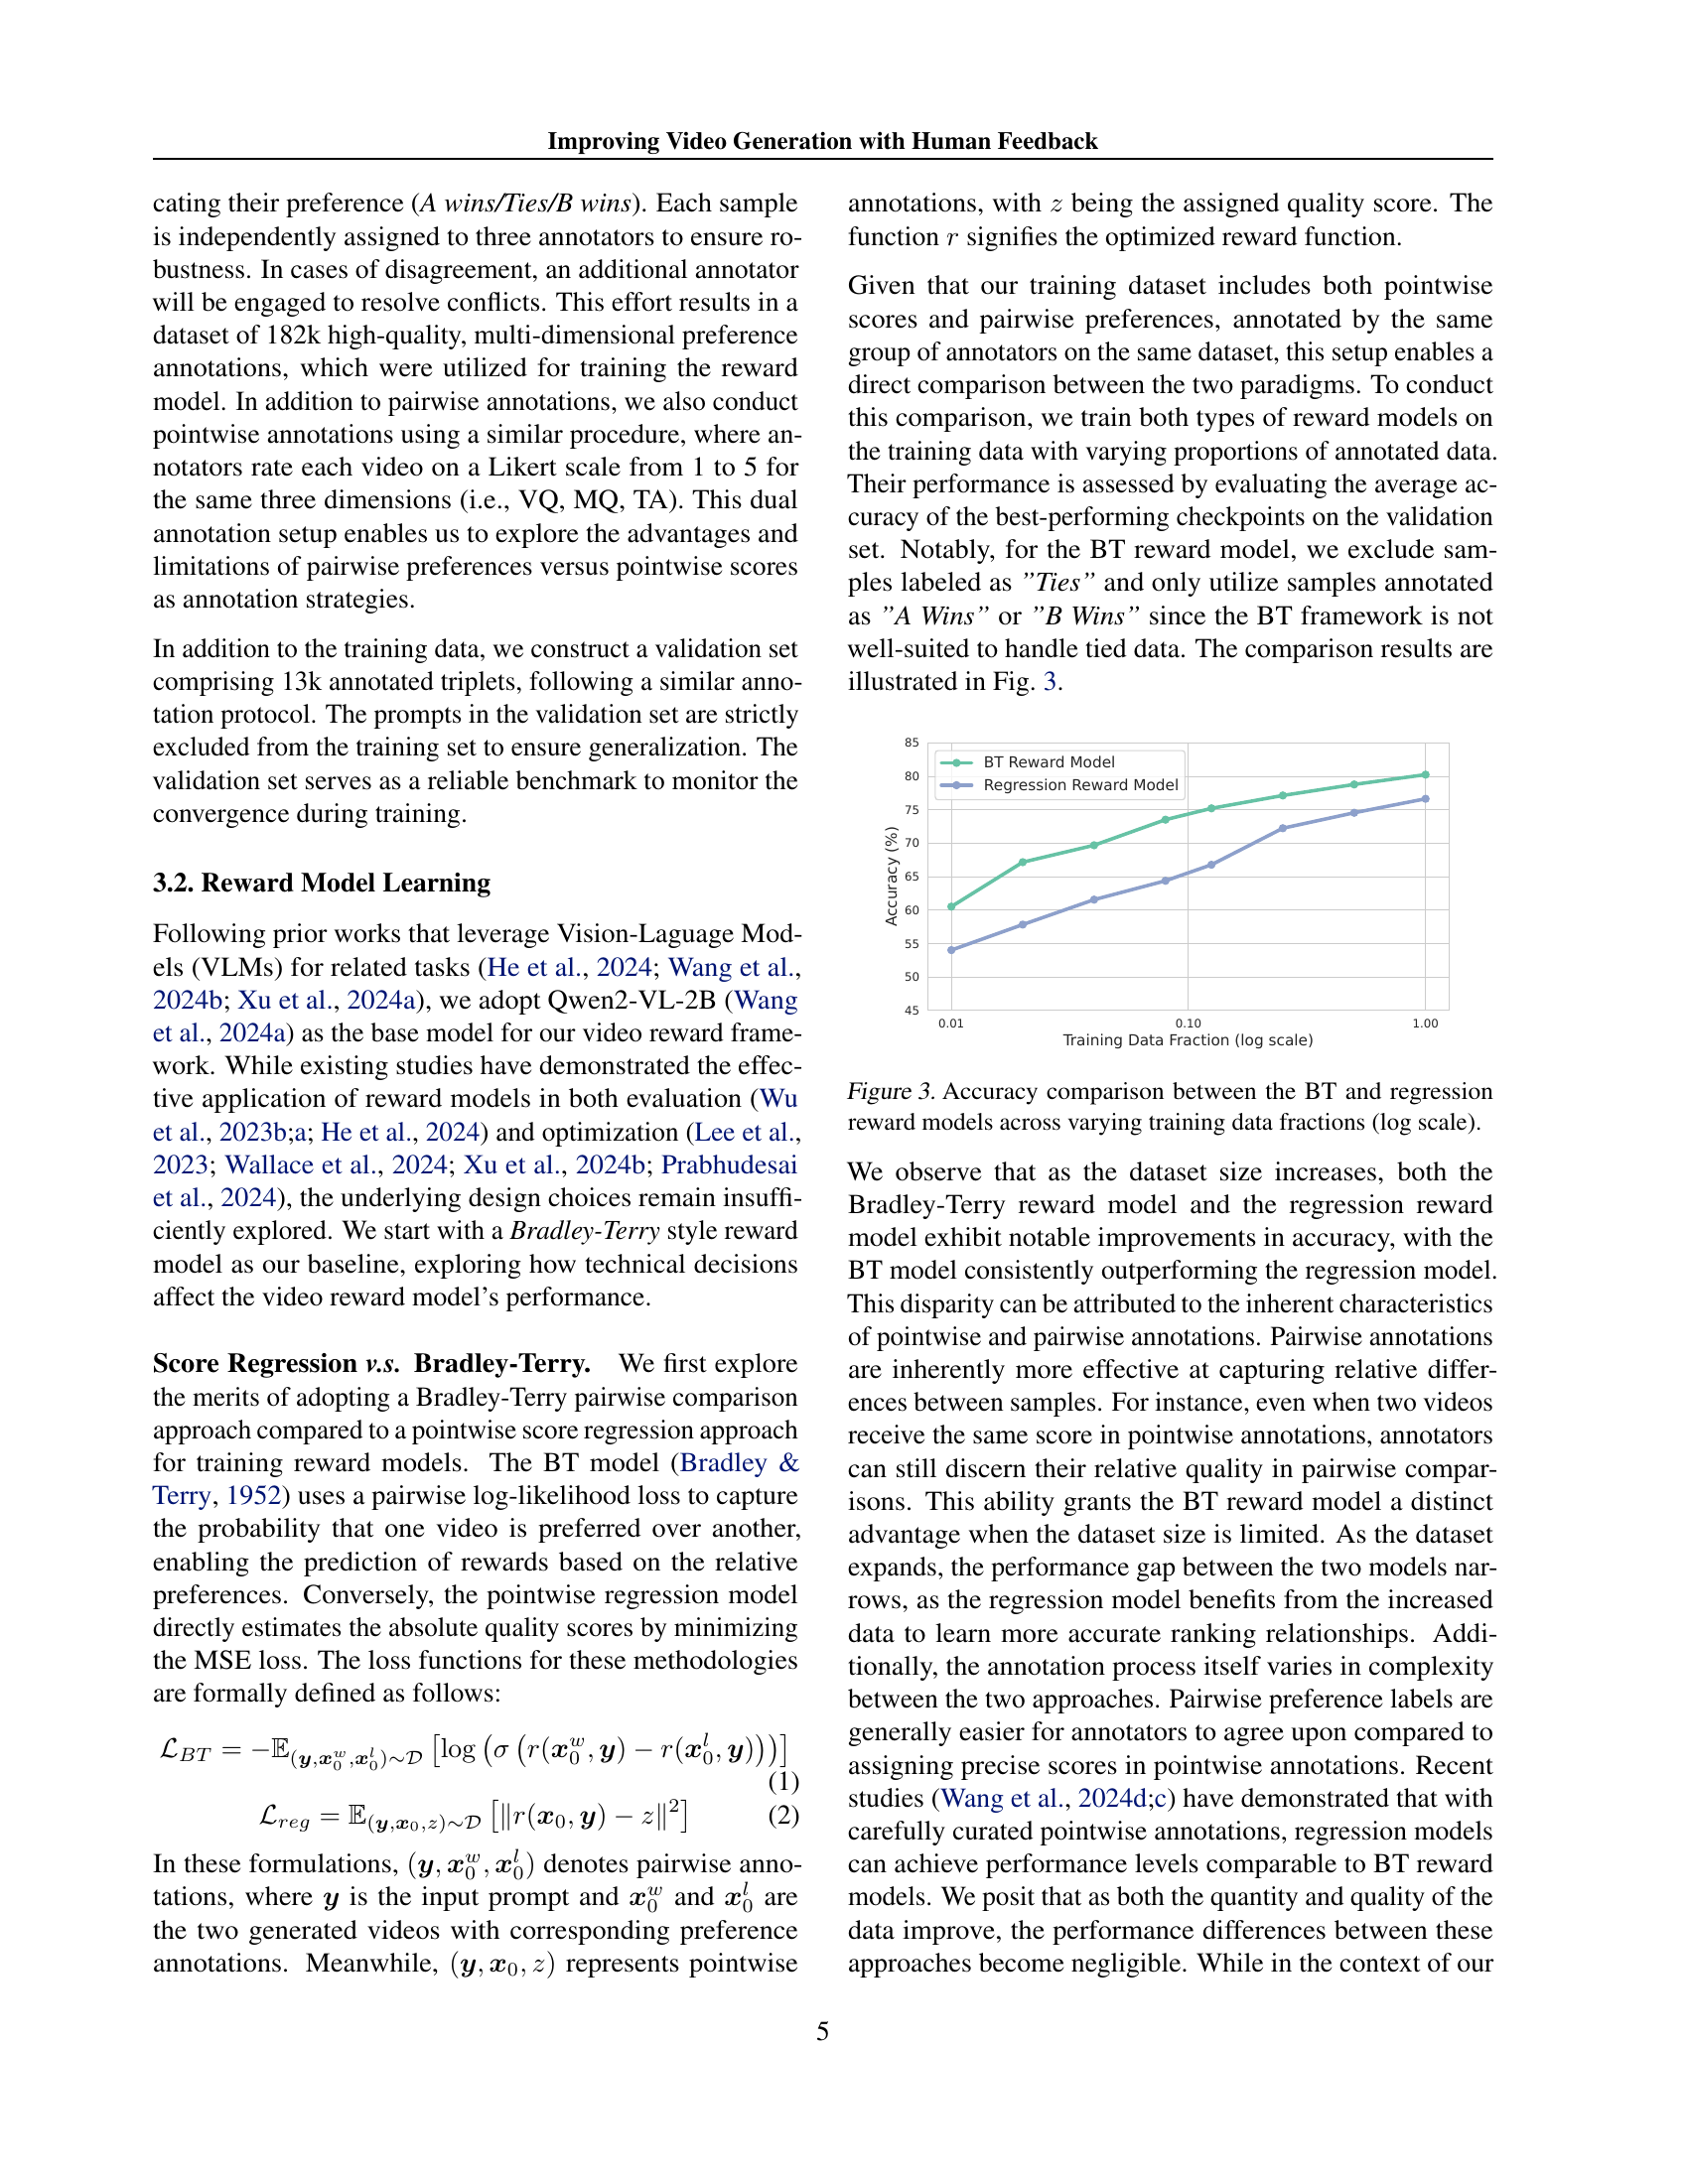 Improving Video Generation with Human Feedback
cating their preference (A wins/Ties/B wins). Each sample
is independently assigned to three annotators to ensure ro-
bustness. In cases of disagreement, an additional annotator
will be engaged to resolve conflicts. This effort results in a
dataset of 182k high-quality, multi-dimensional preference
annotations, which were utilized for training the reward
model. In addition to pairwise annotations, we also conduct
pointwise annotations using a similar procedure, where an-
notators rate each video on a Likert scale from 1 to 5 for
the same three dimensions (i.e., VQ, MQ, TA). This dual
annotation setup enables us to explore the advantages and
limitations of pairwise preferences versus pointwise scores
as annotation strategies.
In addition to the training data, we construct a validation set
comprising 13k annotated triplets, following a similar anno-
tation protocol. The prompts in the validation set are strictly
excluded from the training set to ensure generalization. The
validation set serves as a reliable benchmark to monitor the
convergence during training.
3.2. Reward Model Learning
Following prior works that leverage Vision-Laguage Mod-
els (VLMs) for related tasks (He et al., 2024; Wang et al.,
2024b; Xu et al., 2024a), we adopt Qwen2-VL-2B (Wang
et al., 2024a) as the base model for our video reward frame-
work. While existing studies have demonstrated the effec-
tive application of reward models in both evaluation (Wu
et al., 2023b;a; He et al., 2024) and optimization (Lee et al.,
2023; Wallace et al., 2024; Xu et al., 2024b; Prabhudesai
et al., 2024), the underlying design choices remain insuffi-
ciently explored. We start with a Bradley-Terry style reward
model as our baseline, exploring how technical decisions
affect the video reward model's performance.
Score Regression v.s. Bradley-Terry. We first explore
the merits of adopting a Bradley-Terry pairwise comparison
approach compared to a pointwise score regression approach
for training reward models. The BT model (Bradley &
Terry, 1952) uses a pairwise log-likelihood loss to capture
the probability that one video is preferred over another,
enabling the prediction of rewards based on the relative
preferences. Conversely, the pointwise regression model
directly estimates the absolute quality scores by minimizing
the MSE loss. The loss functions for these methodologies
are formally defined as follows:
$\mathcal{L}_{BT} = -\mathbb{E}_{(\boldsymbol{y},\boldsymbol{x}_0^w,\boldsymbol{x}_0^l)\sim\mathcal{D}} \left[\log\left(\sigma\left(r(\boldsymbol{x}_0^w, \boldsymbol{y}) - r(\boldsymbol{x}_0^l, \boldsymbol{y})\right)\right)\right]$
(1)
$\mathcal{L}_{reg} = \mathbb{E}_{(\boldsymbol{y},\boldsymbol{x}_0,z)\sim\mathcal{D}} \left[\|r(\boldsymbol{x}_0, \boldsymbol{y}) - z\|^2\right]$ (2)
In these formulations, $(\boldsymbol{y}, \boldsymbol{x}_0^w, \boldsymbol{x}_0^l)$ denotes pairwise anno-
tations, where $\boldsymbol{y}$ is the input prompt and $\boldsymbol{x}_0^w$ and $\boldsymbol{x}_0^l$ are
the two generated videos with corresponding preference
annotations. Meanwhile, $(\boldsymbol{y}, \boldsymbol{x}_0, z)$ represents pointwise
annotations, with $z$ being the assigned quality score. The
function $r$ signifies the optimized reward function.
Given that our training dataset includes both pointwise
scores and pairwise preferences, annotated by the same
group of annotators on the same dataset, this setup enables a
direct comparison between the two paradigms. To conduct
this comparison, we train both types of reward models on
the training data with varying proportions of annotated data.
Their performance is assessed by evaluating the average ac-
curacy of the best-performing checkpoints on the validation
set. Notably, for the BT reward model, we exclude sam-
ples labeled as ”Ties” and only utilize samples annotated
as ”A Wins” or ”B Wins” since the BT framework is not
well-suited to handle tied data. The comparison results are
illustrated in Fig. 3.
BT Reward Model
Regression Reward Model
Accuracy (%)
85
80
75
70
65
60
55
50
45
0.01 0.10 1.00
Training Data Fraction (log scale)
Figure 3. Accuracy comparison between the BT and regression
reward models across varying training data fractions (log scale).
We observe that as the dataset size increases, both the
Bradley-Terry reward model and the regression reward
model exhibit notable improvements in accuracy, with the
BT model consistently outperforming the regression model.
This disparity can be attributed to the inherent characteristics
of pointwise and pairwise annotations. Pairwise annotations
are inherently more effective at capturing relative differ-
ences between samples. For instance, even when two videos
receive the same score in pointwise annotations, annotators
can still discern their relative quality in pairwise compar-
isons. This ability grants the BT reward model a distinct
advantage when the dataset size is limited. As the dataset
expands, the performance gap between the two models nar-
rows, as the regression model benefits from the increased
data to learn more accurate ranking relationships. Addi-
tionally, the annotation process itself varies in complexity
between the two approaches. Pairwise preference labels are
generally easier for annotators to agree upon compared to
assigning precise scores in pointwise annotations. Recent
studies (Wang et al., 2024d;c) have demonstrated that with
carefully curated pointwise annotations, regression models
can achieve performance levels comparable to BT reward
models. We posit that as both the quantity and quality of the
data improve, the performance differences between these
approaches become negligible. While in the context of our
5